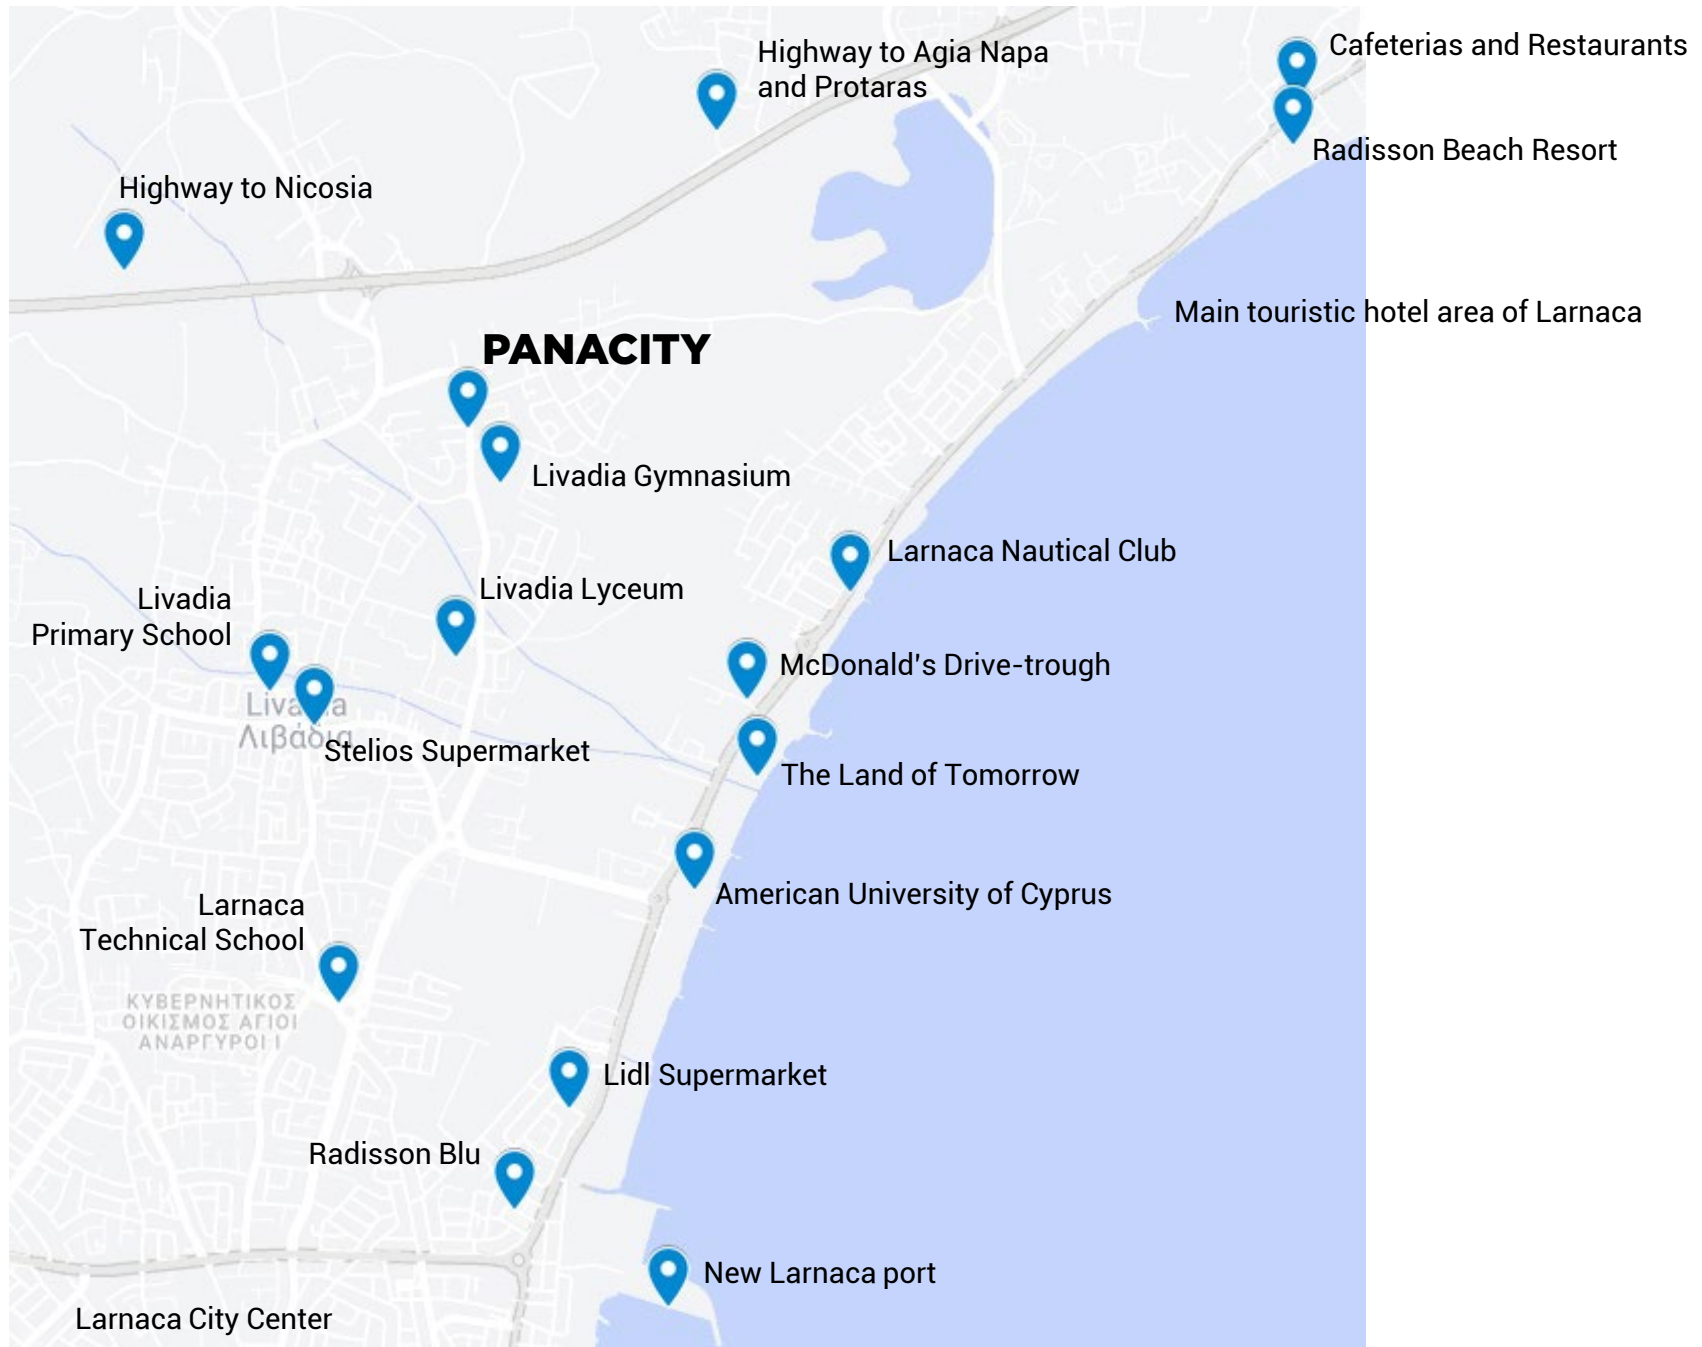 Highway to Agia Napa
and Protaras
Cafeterias and Restaurants
Radisson Beach Resort
Highway to Nicosia
Main touristic hotel area of Larnaca
PANACITY
Livadia Gymnasium
Larnaca Nautical Club
Livadia Lyceum
Livadia
Primary School
McDonald's Drive-trough
Λιβάδια
Stelios Supermarket
The Land of Tomorrow
American University of Cyprus
Larnaca
Technical School
ΚΥΒΕΡΝΗΤΙΚΟΣ
ΟΙΚΙΣΜΟΣ ΑΓΙΟΙ
ΑΝΑΡΓΥΡΟΙ Ι
Lidl Supermarket
Radisson Blu
New Larnaca port
Larnaca City Center